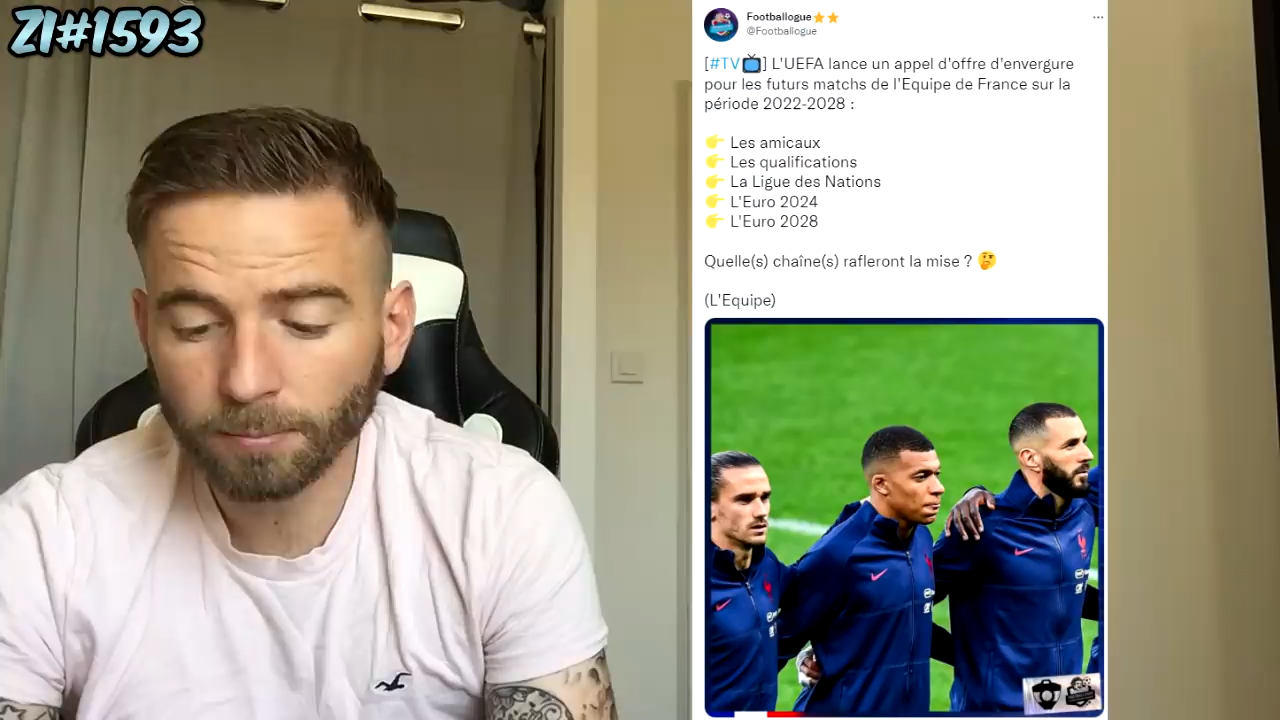 Z1#1593
Footballogue
@Footballogue
[#TV] L'UEFA lance un appel d'offre d'envergure
pour les futurs matchs de l'Equipe de France sur la
période 2022-2028 :
👉 Les amicaux
👉 Les qualifications
👉 La Ligue des Nations
👉 L'Euro 2024
👉 L'Euro 2028
Quelle(s) chaîne(s) rafleront la mise ? 🤔
(L'Equipe)